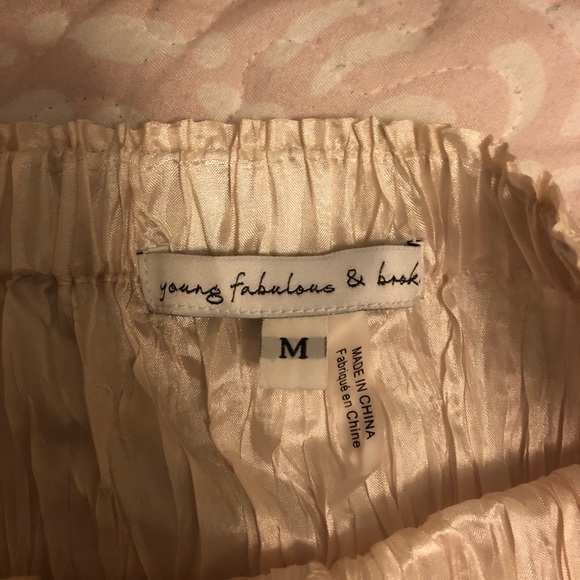 young fabulous & brok
M
MADE IN CHINA
Fabriqué en Chine